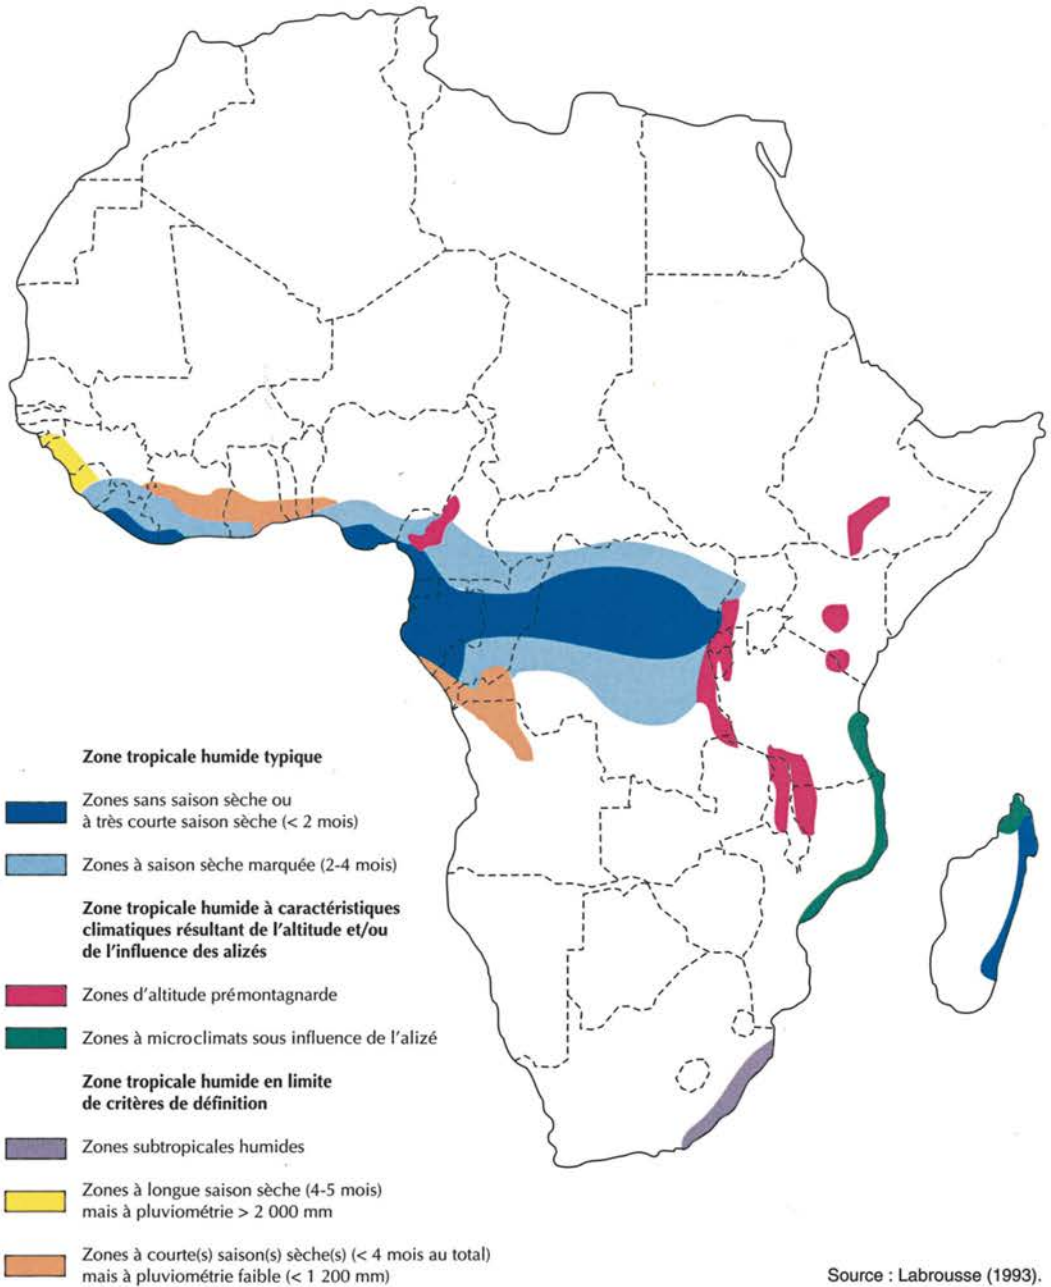 Zone tropicale humide typique
Zones sans saison sèche ou
à très courte saison sèche (< 2 mois)
Zones à saison sèche marquée (2-4 mois)
Zone tropicale humide à caractéristiques
climatiques résultant de l'altitude et/ou
de l'influence des alizés
Zones d'altitude prémontagnarde
Zones à microclimats sous influence de l'alizé
Zone tropicale humide en limite
de critères de définition
Zones subtropicales humides
Zones à longue saison sèche (4-5 mois)
mais à pluviométrie > 2 000 mm
Zones à courte(s) saison(s) sèche(s) (< 4 mois au total)
mais à pluviométrie faible (< 1 200 mm)
Source : Labrousse (1993).